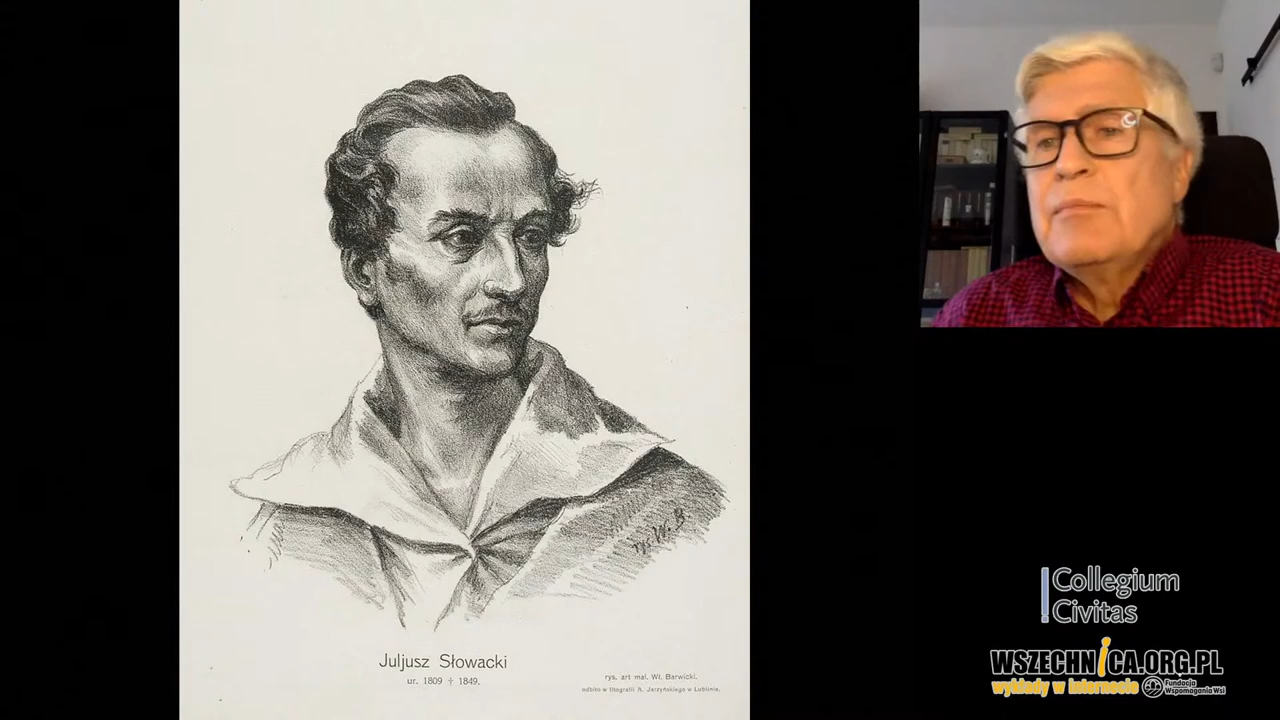 rys. W. B.
Juljusz Słowacki
ur. 1809 † 1849.
rys. art mal. Wł. Barwicki.
odbito w litografii A. Jarzyńskiego w Lublinie.
Collegium
Civitas
WSZECHNICA.ORG.PL
wykłady w internecie
Fundacja
Wspomagania Wsi